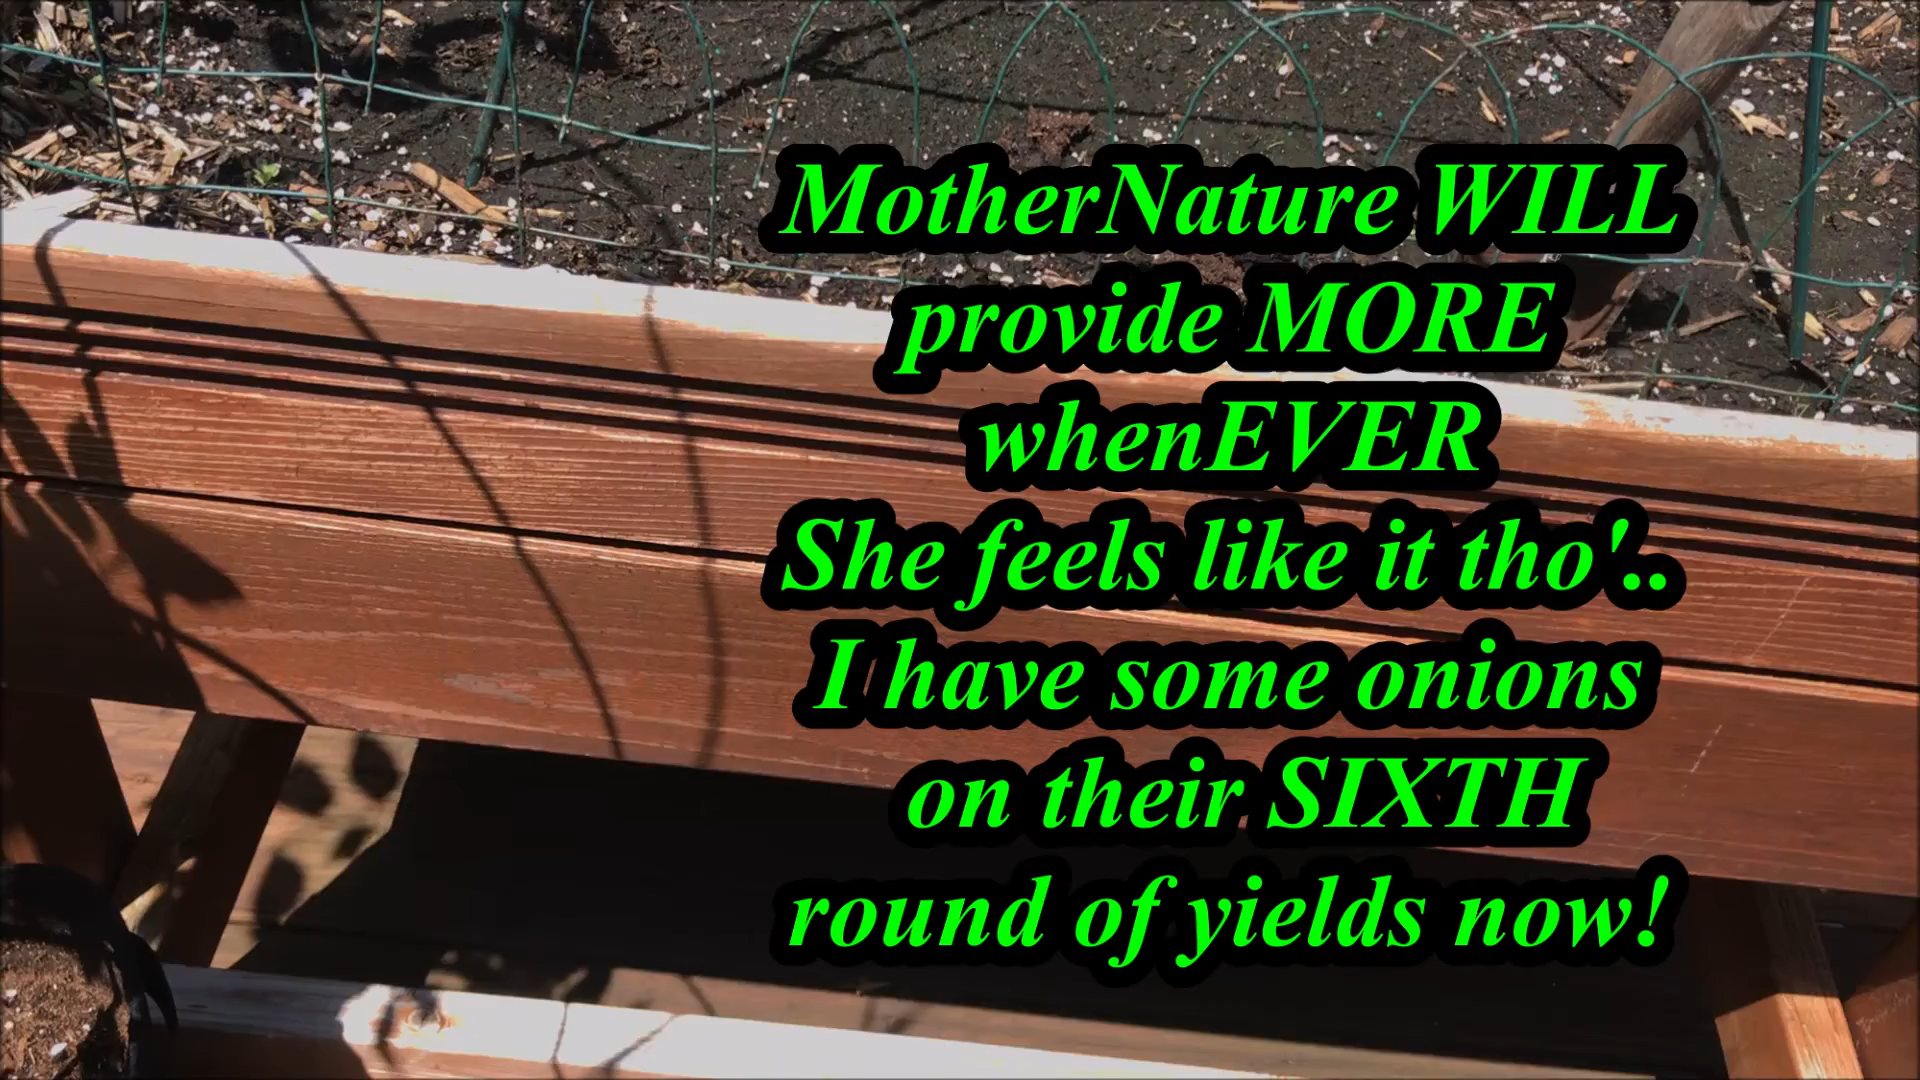 MotherNature WILL
provide MORE
whenEVER
She feels like it tho'..
I have some onions
on their SIXTH
round of yields now!